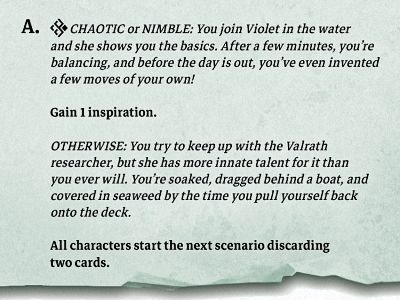 A. CHAOTIC or NIMBLE: You join Violet in the water
and she shows you the basics. After a few minutes, you're
balancing, and before the day is out, you've even invented
a few moves of your own!
Gain 1 inspiration.
OTHERWISE: You try to keep up with the Valrath
researcher, but she has more innate talent for it than
you ever will. You're soaked, dragged behind a boat, and
covered in seaweed by the time you pull yourself back
onto the deck.
All characters start the next scenario discarding
two cards.